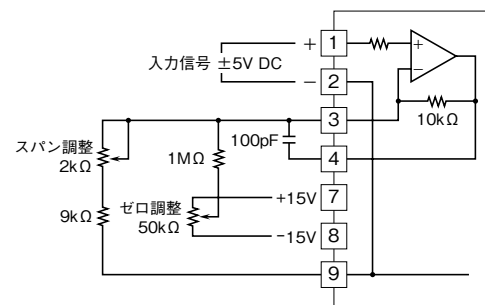 +
1
入力信号 ±5V DC
−
2
+
−
10kΩ
3
スパン調整
2kΩ
1MΩ
100pF
4
ゼロ調整
50kΩ
+15V
7
9kΩ
−15V
8
9